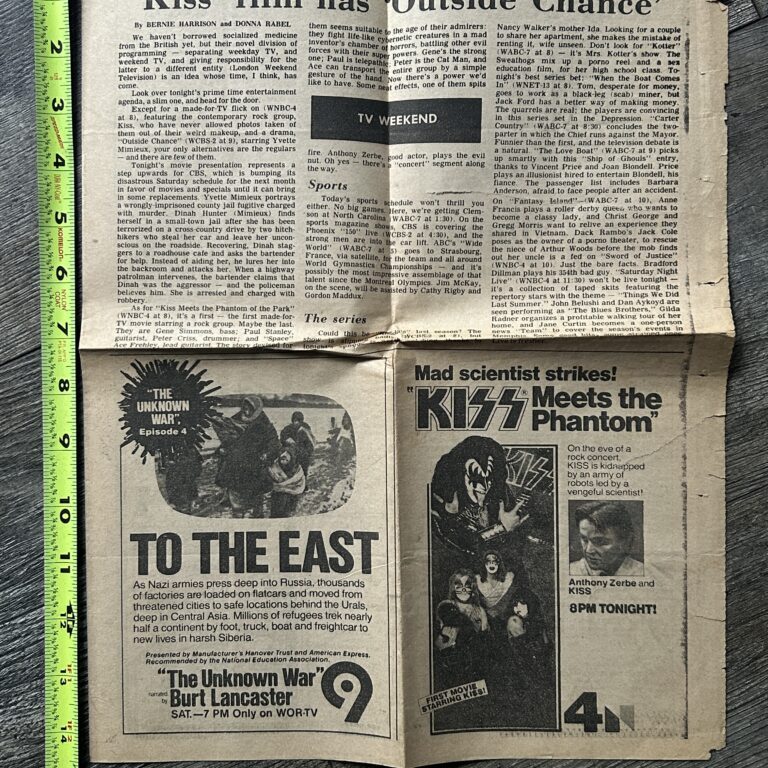 Kiss' film has 'Outside Chance'
By BERNIE HARRISON and DONNA RABEL
We haven't borrowed socialized medicine
from the British yet, but their novel division of
programming — separating weekday TV, and
weekend TV, and giving responsibility for the
latter to a different entity (London Weekend
Television) is an idea whose time, I think, has
come.
Look over tonight's prime time entertainment
agenda, a slim one, and head for the door.
Except for a made-for-TV flick on (WNBC-4
at 8), featuring the contemporary rock group,
Kiss, who have never allowed photos taken of
them out of their weird makeup, and a drama,
"Outside Chance" (WCBS-2 at 9), starring
Yvette Mimieux, your only alternatives are the regulars
— and there are few of them.
Tonight's movie presentation represents a
step upwards for CBS, which is bumping its
disastrous Saturday schedule for the next month
in favor of movies and specials until it can bring
in some replacements. Yvette Mimieux portrays
a wrongly imprisoned county jail fugitive charged
with murder. Dinah Hunter (Mimieux) finds
herself in a small-town jail after she has been
terrorized on a cross-country drive by two hitch-
hikers who steal her car and leave her uncon-
scious on the roadside. Recovering, Dinah stag-
gers to a roadhouse cafe and asks the bartender
for help. Instead of aiding her, he lures her into
the backroom and attacks her. When a highway
patrolman intervenes, the bartender claims that
Dinah was the aggressor — and the policeman
believes him. She is arrested and charged with
robbery.
As for "Kiss Meets the Phantom of the Park"
(WNBC-4 at 8), it's a first — the first made-for-
TV movie starring a rock group. Maybe the last.
They are Gene Simmons, bass; Paul Stanley,
guitarist, Peter Criss, drummer; and "Space"
Ace Frehley, lead guitarist. The story devised for
them seems suitable to the age of their admirers:
they fight life-like cybernetic creatures in a mad
inventor's chamber of horrors, battling other evil
forces with their super powers. Gene's the strong
one; Paul is telepathic; Peter is the Cat Man, and
Ace can transport the entire group by a simple
gesture of the hand. Now there's a power we'd
like to have. Some neat effects, one of them spits
TV WEEKEND
fire. Anthony Zerbe, good actor, plays the evil
nut. Oh yes — there's a "concert" segment along
Sports
Today's sports schedule won't thrill you
either. No big games. Here, we're getting Clem-
son at North Carolina (WABC-7 at 1:30). On the
sports magazine shows, CBS is covering the
Phoenix "150" live (WCBS-2 at 4:30), and the
strong men are into the car lift. ABC's "Wide
World" (WABC-7 at 5) goes to Strasbourg,
France, via satellite, for the team and all around
World Gymnastics Championships — and it's
possibly the most impressive assemblage of that
talent since the Montreal Olympics. Jim McKay,
on the scene, will be assisted by Cathy Rigby and
Gordon Maddux.
The series
Could this be last season? The
Nancy Walker's mother Ida. Looking for a couple
to share her apartment, she makes the mistake of
renting it, wife unseen. Don't look for "Kotter"
(WABC-7 at 8) — it's Mrs. Kotter's show. The
Sweathogs mix up a porno reel and a sex
education film, for her high school class. To-
night's best series bet: "When the Boat Comes
In" (WNET-13 at 8). Tom, desperate for money,
goes to work as a black-leg (scab) miner, but
Jack Ford has a better way of making money.
The quarrels are real; the players are convincing
in this series set in the Depression. "Carter
Country" (WABC-7 at 8:30) concludes the two-
parter in which the Chief runs against the Mayor.
Funnier than the first, and the television debate is
a natural. "The Love Boat" (WABC-7 at 9) picks
up smartly with this "Ship of Ghouls" entry,
thanks to Vincent Price and Joan Blondell. Price
plays an illusionist hired to entertain Blondell, his
fiance. The passenger list includes Barbara
Anderson, afraid to face people after an accident.
On "Fantasy Island" (WABC-7 at 10), Anne
Francis plays a roller derby queen who wants to
become a classy lady, and Christ George and
Gregg Morris want to relive an experience they
shared in Vietnam. Dack Rambo's Jack Cole
poses as the owner of a porno theater, to rescue
the niece of Arthur Woods before the mob finds
out her uncle is a fed on "Sword of Justice"
(WNBC-4 at 10). Just the bare facts. Bradford
Dillman plays his 354th bad guy. "Saturday Night
Live" (WNBC-4 at 11:30) won't be live tonight —
it's a collection of taped skits featuring the
repertory stars with the theme — "Things We Did
Last Summer." John Belushi and Dan Aykroyd are
seen performing as "The Blues Brothers," Gilda
Radner organizes a profitable walking tour of her
home, and Jane Curtin becomes a one-person
news "Team" to cover the season's events in
"THE
UNKNOWN
WAR",
Episode 4
TO THE EAST
As Nazi armies press deep into Russia, thousands
of factories are loaded on flatcars and moved from
threatened cities to safe locations behind the Urals,
deep in Central Asia. Millions of refugees trek nearly
half a continent by foot, truck, boat and freightcar to
new lives in harsh Siberia.
Presented by Manufacturer's Hanover Trust and American Express.
Recommended by the National Education Association.
"The Unknown War"
narrated by Burt Lancaster
SAT.—7 PM Only on WOR-TV
9
Mad scientist strikes!
"KISS® Meets the
Phantom"
KISS
On the eve of a
rock concert,
KISS is kidnapped
by an army of
robots led by a
vengeful scientist!
Anthony Zerbe and
KISS
8PM TONIGHT!
FIRST MOVIE
STARRING KISS!
4
2
3
4
5
6
7
8
9
10
11
12
13
14